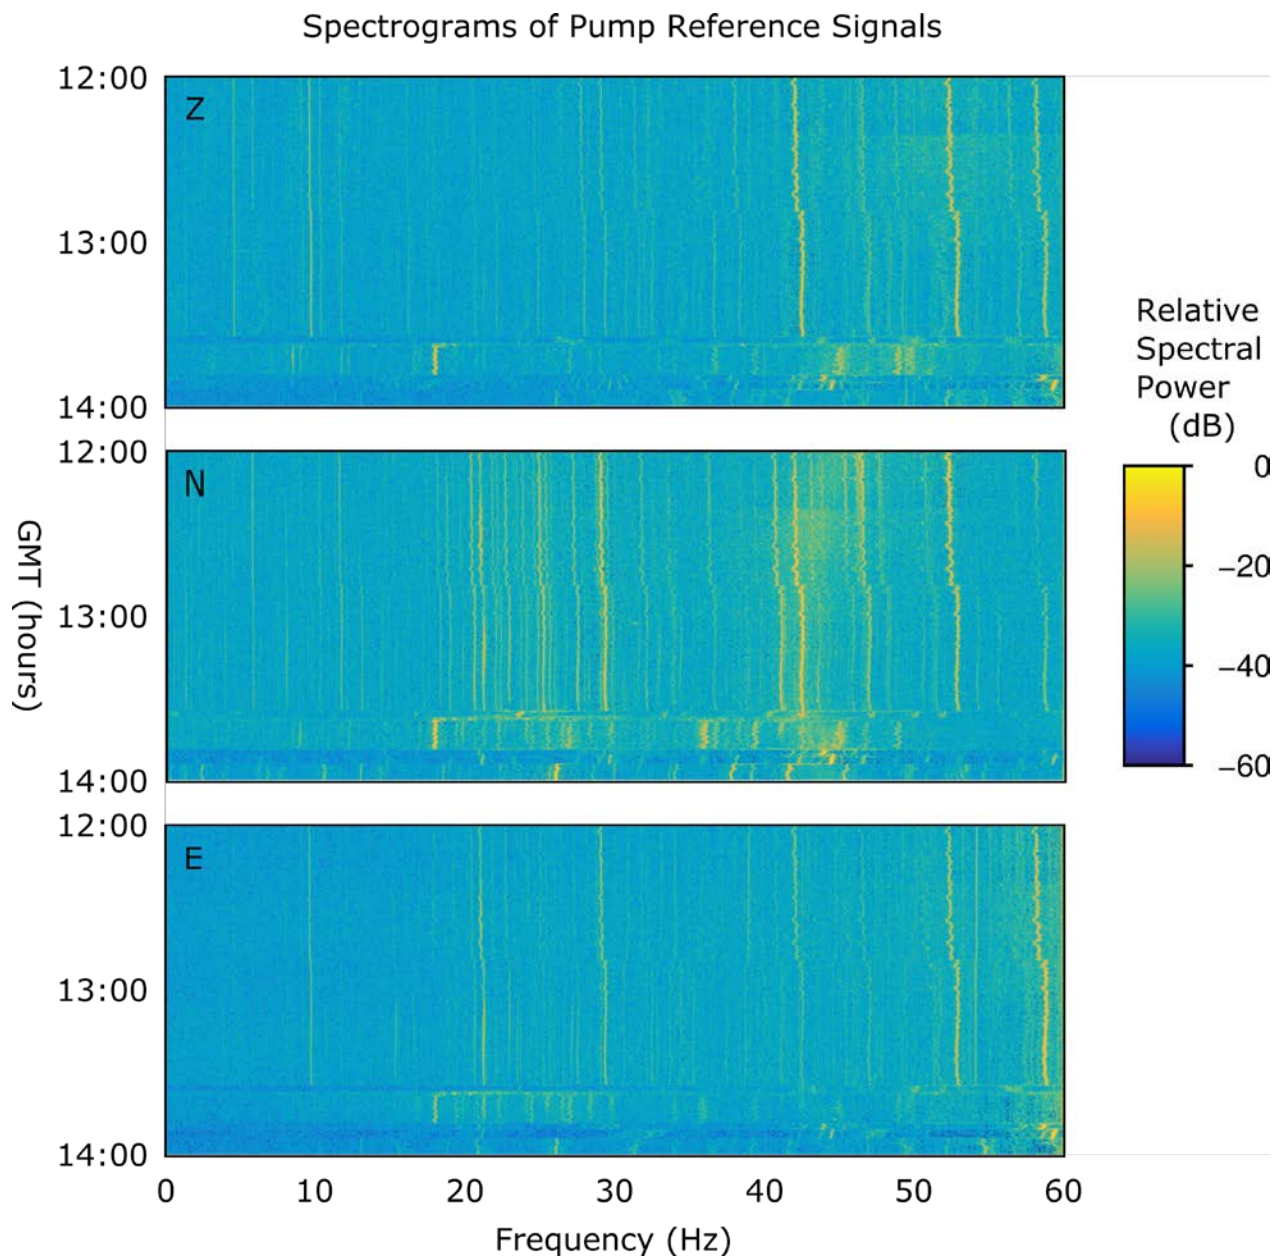 Spectrograms of Pump Reference Signals
12:00
Z
13:00
14:00
12:00
N
13:00
14:00
12:00
E
13:00
14:00
GMT (hours)
0 10 20 30 40 50 60
Frequency (Hz)
Relative
Spectral
Power
(dB)
0
−20
−40
−60